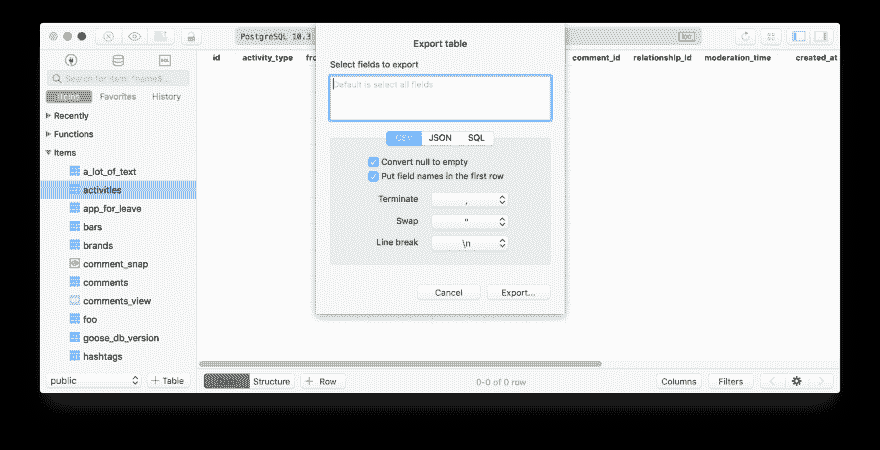 PostgreSQL 10.3
loc
SQL
Search for item: ^name$...
Items
Favorites
History
Recently
Functions
Items
a_lot_of_text
activities
app_for_leave
bars
brands
comment_snap
comments
comments_view
foo
goose_db_version
hashtags
public
+ Table
id
activity_type
comment_id
relationship_id
moderation_time
created_at
Export table
Select fields to export
Default is select all fields
CSV
JSON
SQL
Convert null to empty
Put field names in the first row
Terminate
,
Swap
"
Line break
\n
Cancel
Export...
Data
Structure
+ Row
0-0 of 0 row
Columns
Filters